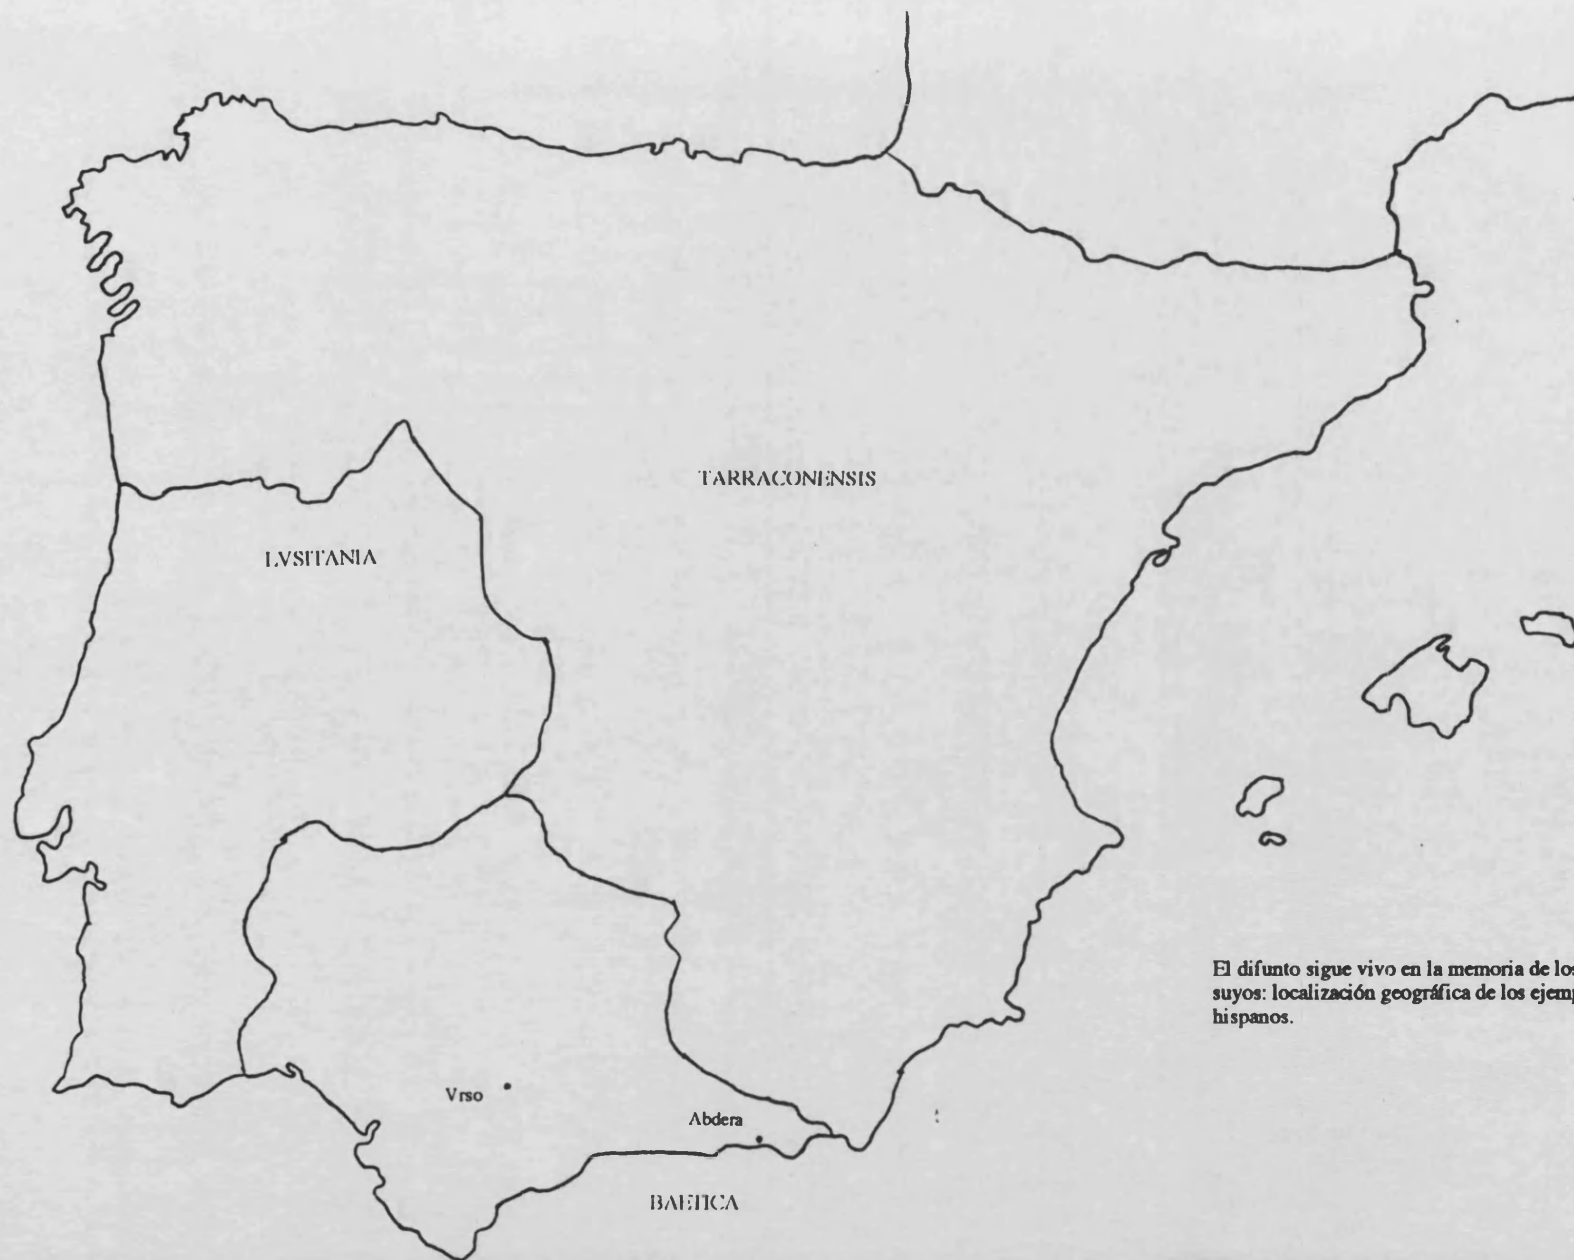 TARRACONENSIS
LVSITANIA
El difunto sigue vivo en la memoria de los
suyos: localización geográfica de los
hispanos.
Vrso
Abdera
BAETICA